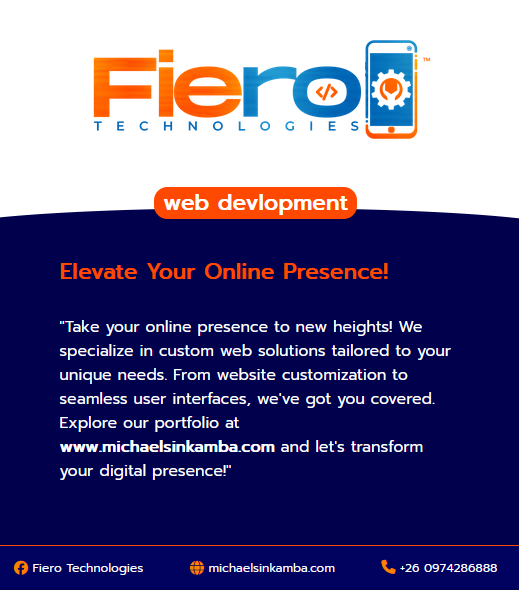 Fiero
TECHNOLOGIES
™
web devlopment
Elevate Your Online Presence!
"Take your online presence to new heights! We
specialize in custom web solutions tailored to your
unique needs. From website customization to
seamless user interfaces, we've got you covered.
Explore our portfolio at
www.michaelsinkamba.com and let's transform
your digital presence!"
Fiero Technologies
michaelsinkamba.com
+26 0974286888